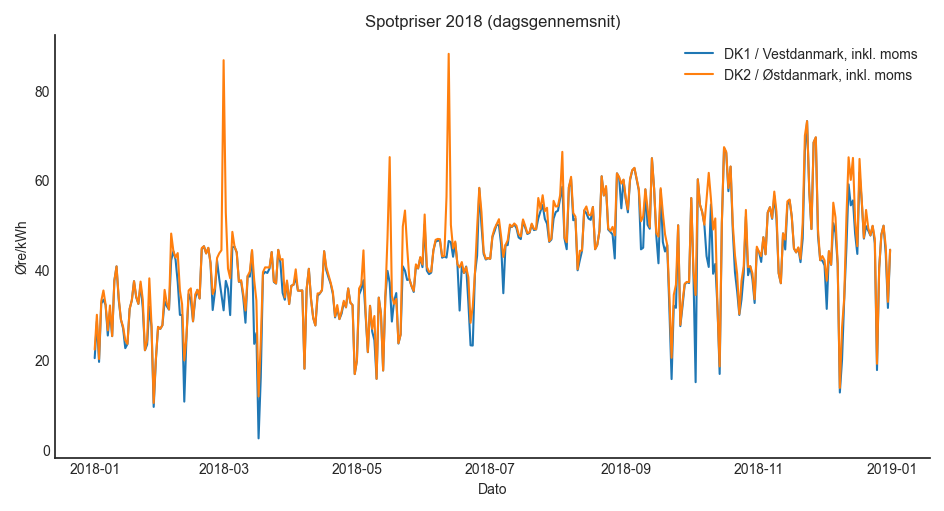 Spotpriser 2018 (dagsgennemsnit)
DK1 / Vestdanmark, inkl. moms
DK2 / Østdanmark, inkl. moms
Øre/kWh
80
60
40
20
0
2018-01 2018-03 2018-05 2018-07 2018-09 2018-11 2019-01
Dato